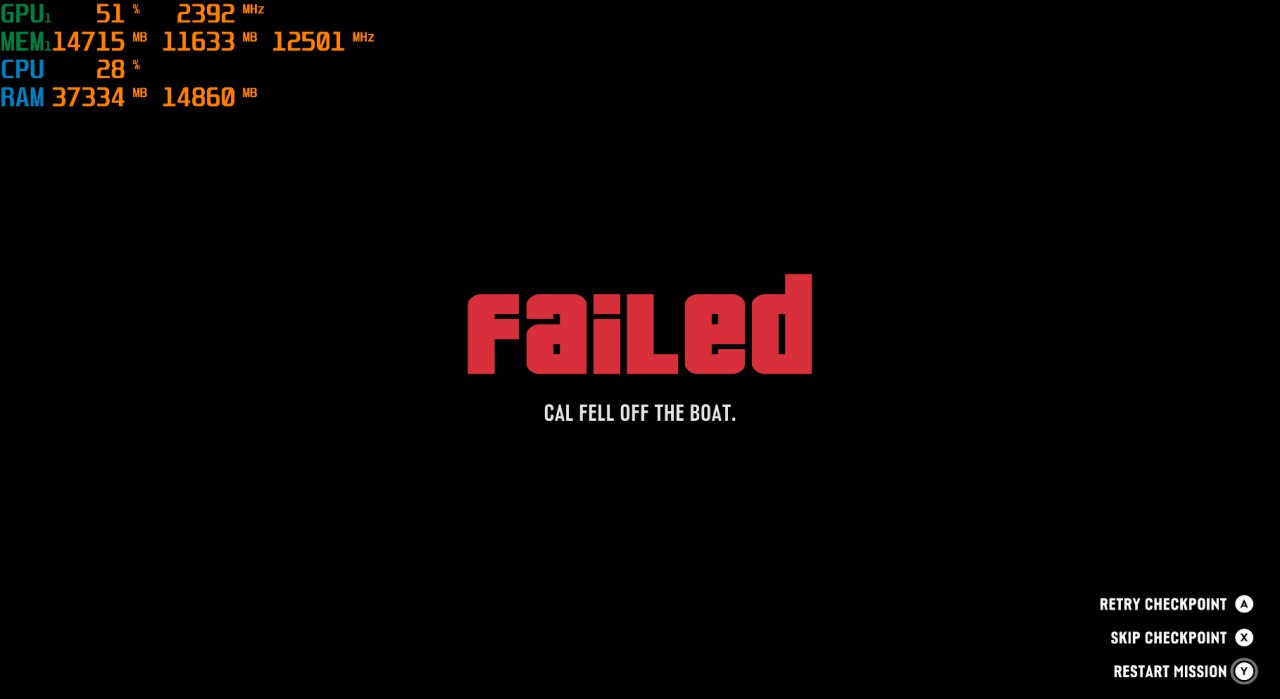 GPU1 51 % 2392 MHz
MEM1 14715 MB 11633 MB 12501 MHz
CPU 28 %
RAM 37334 MB 14860 MB
FaiLed
CAL FELL OFF THE BOAT.
RETRY CHECKPOINT A
SKIP CHECKPOINT X
RESTART MISSION Y